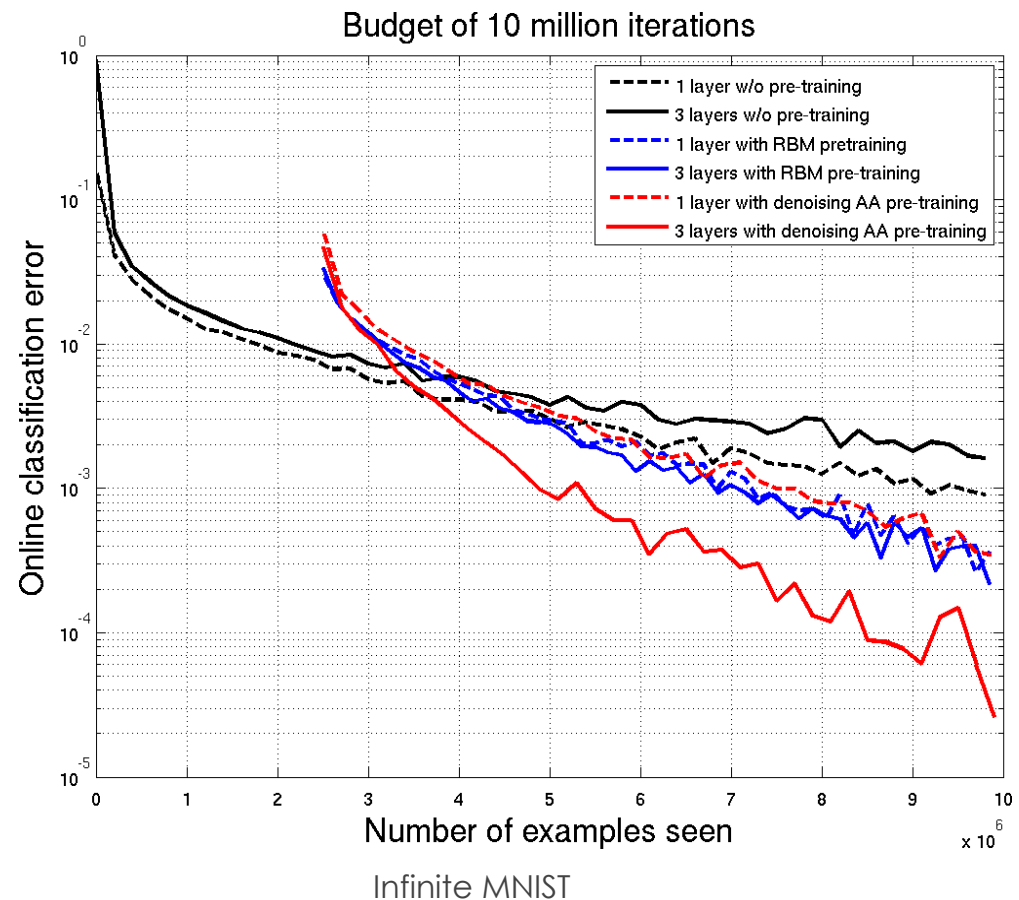 Budget of 10 million iterations
10^0
10^-1
10^-2
10^-3
10^-4
10^-5
Online classification error
1 layer w/o pre-training
3 layers w/o pre-training
1 layer with RBM pretraining
3 layers with RBM pre-training
1 layer with denoising AA pre-training
3 layers with denoising AA pre-training
0 1 2 3 4 5 6 7 8 9 10
x 10^6
Number of examples seen
Infinite MNIST